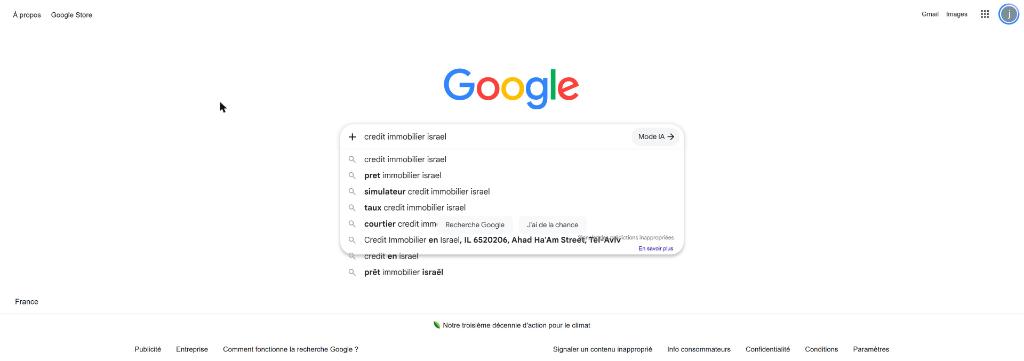 À propos Google Store
Gmail Images
j
Google
credit immobilier israel
Mode IA
credit immobilier israel
pret immobilier israel
simulateur credit immobilier israel
taux credit immobilier israel
courtier credit imm
Recherche Google J'ai de la chance
Credit Immobilier en Israel, IL 6520206, Ahad Ha'Am Street, Tel-Aviv
prédictions inappropriées
En savoir plus
credit en israel
prêt immobilier israël
France
Notre troisième décennie d'action pour le climat
Publicité Entreprise Comment fonctionne la recherche Google ? Signaler un contenu inapproprié Info consommateurs Confidentialité Conditions Paramètres